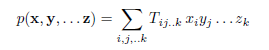 p(x, y, . . . z) = ∑_{i,j,..k} T_{ij..k} x_i y_j . . . z_k